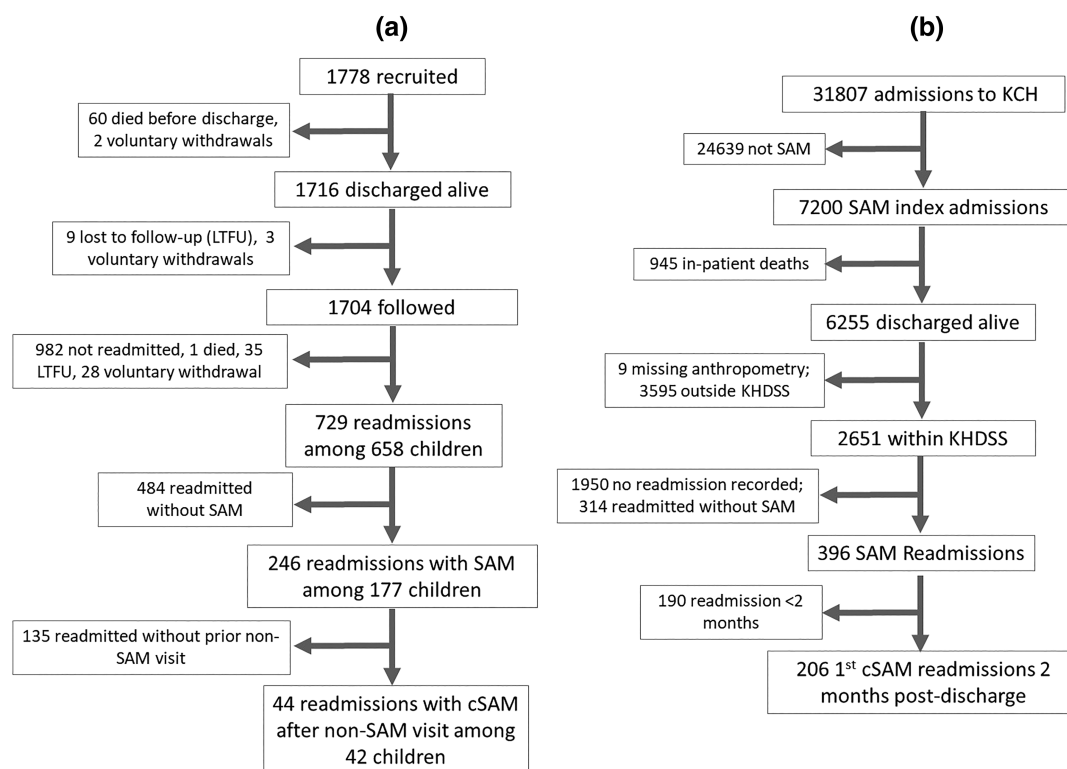 (a)
1778 recruited
60 died before discharge,
2 voluntary withdrawals
1716 discharged alive
9 lost to follow-up (LTFU), 3
voluntary withdrawals
1704 followed
982 not readmitted, 1 died, 35
LTFU, 28 voluntary withdrawal
729 readmissions
among 658 children
484 readmitted
without SAM
246 readmissions with SAM
among 177 children
135 readmitted without prior non-
SAM visit
44 readmissions with cSAM
after non-SAM visit among
42 children
(b)
31807 admissions to KCH
24639 not SAM
7200 SAM index admissions
945 in-patient deaths
6255 discharged alive
9 missing anthropometry;
3595 outside KHDSS
2651 within KHDSS
1950 no readmission recorded;
314 readmitted without SAM
396 SAM Readmissions
190 readmission <2
months
206 1st cSAM readmissions 2
months post-discharge